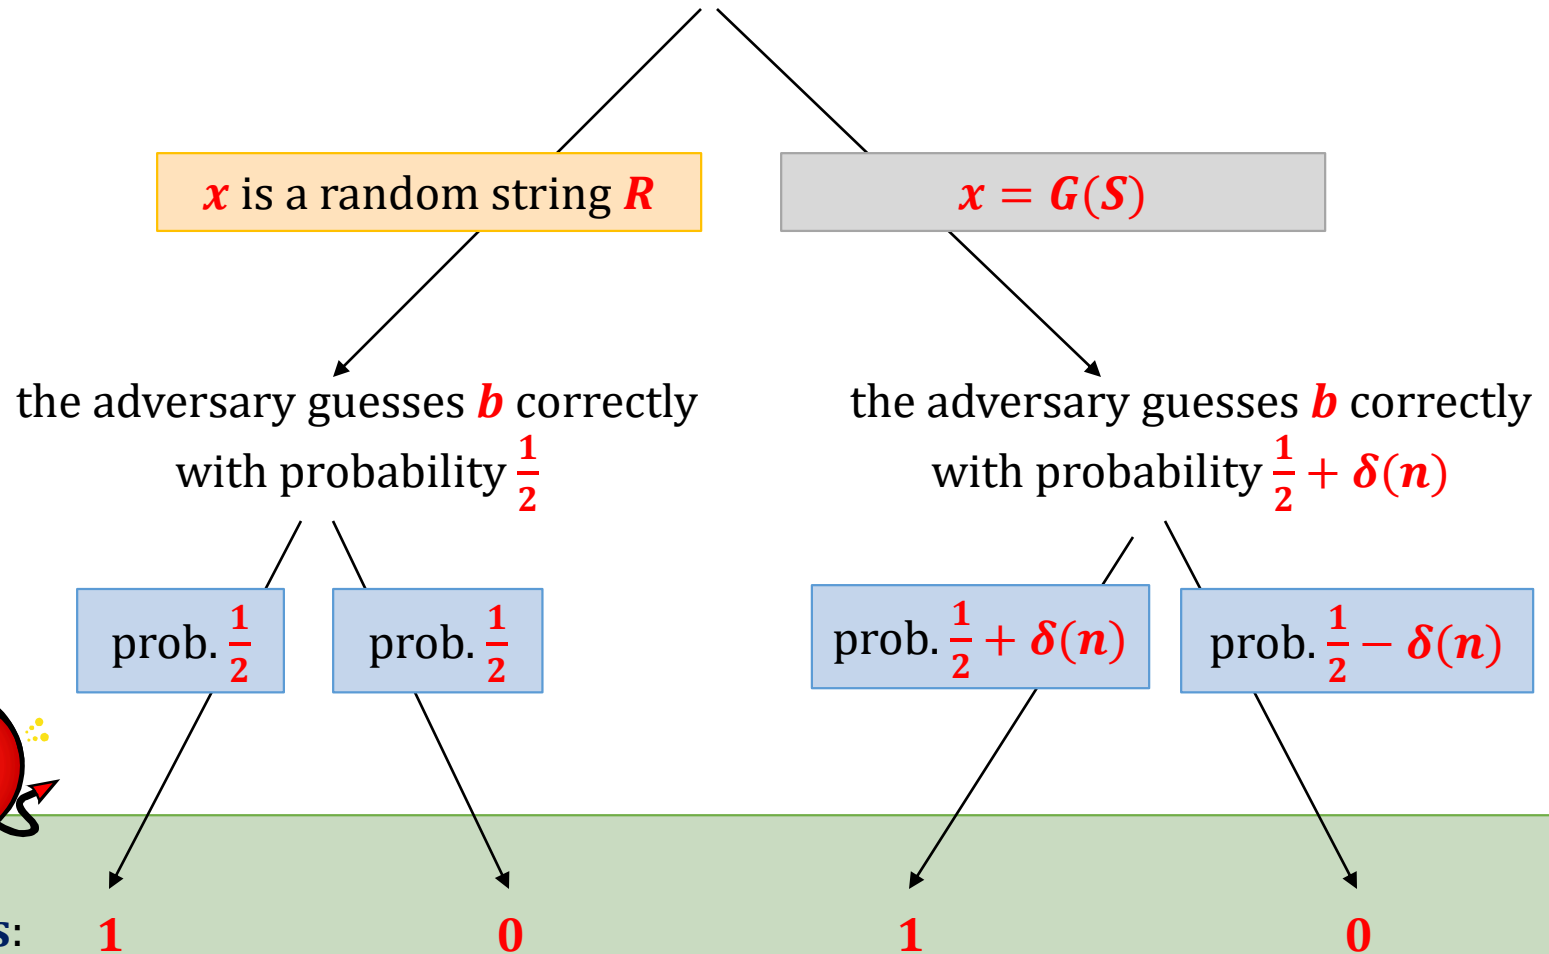 x is a random string R
x = G(S)
the adversary guesses b correctly
with probability 1/2
the adversary guesses b correctly
with probability 1/2 + δ(n)
prob. 1/2
prob. 1/2
prob. 1/2 + δ(n)
prob. 1/2 − δ(n)
s: 1 0 1 0